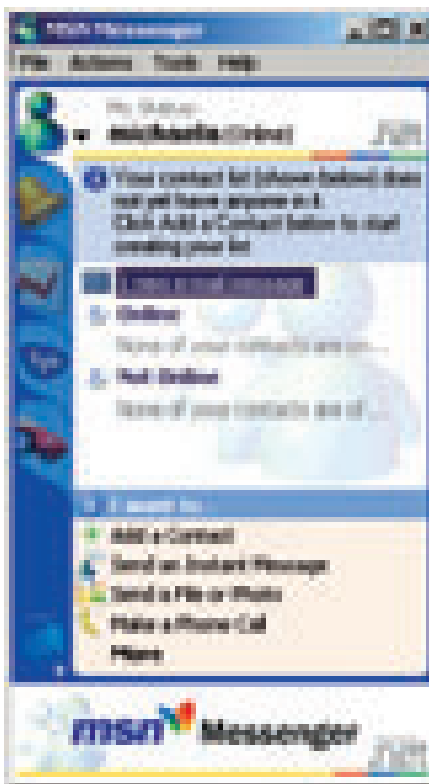 MSN Messenger
File Actions Tools Help
My Status
(Online)
Your contact list (shown below) does
not yet have anyone in it.
Click Add a Contact below to start
creating your list
e-mail message
Online
None of your contacts are on...
Not Online
None of your contacts are of...
I want to...
Add a Contact
Send an Instant Message
Send a File or Photo
Make a Phone Call
More
msn Messenger